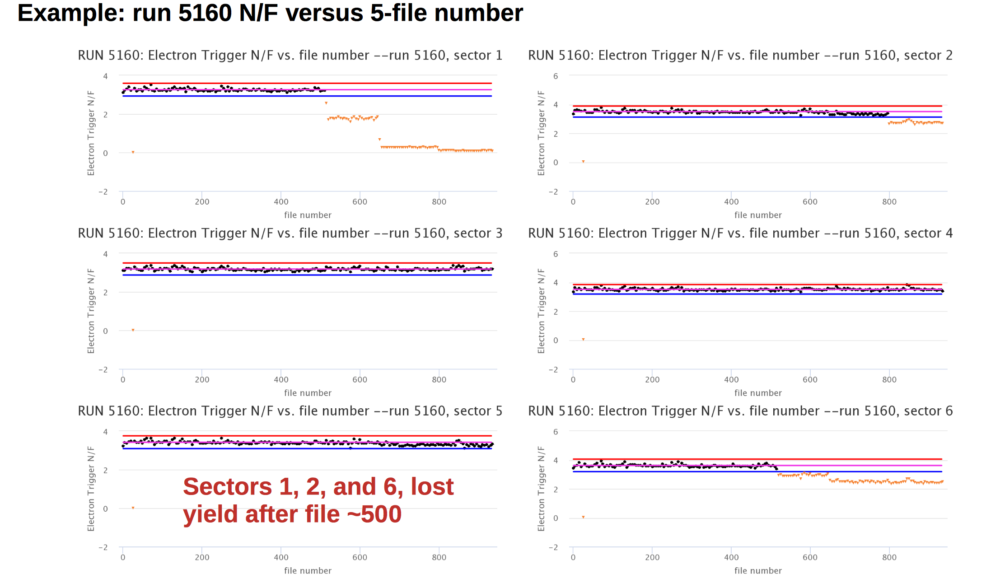 Example: run 5160 N/F versus 5-file number
RUN 5160: Electron Trigger N/F vs. file number --run 5160, sector 1
Electron Trigger N/F
4
2
0
-2
0 200 400 600 800
file number
RUN 5160: Electron Trigger N/F vs. file number --run 5160, sector 2
Electron Trigger N/F
6
4
2
0
-2
0 200 400 600 800
file number
RUN 5160: Electron Trigger N/F vs. file number --run 5160, sector 3
Electron Trigger N/F
4
2
0
-2
0 200 400 600 800
file number
RUN 5160: Electron Trigger N/F vs. file number --run 5160, sector 4
Electron Trigger N/F
6
4
2
0
-2
0 200 400 600 800
file number
RUN 5160: Electron Trigger N/F vs. file number --run 5160, sector 5
Electron Trigger N/F
4
2
0
-2
Sectors 1, 2, and 6, lost
yield after file ~500
0 200 400 600 800
file number
RUN 5160: Electron Trigger N/F vs. file number --run 5160, sector 6
Electron Trigger N/F
6
4
2
0
-2
0 200 400 600 800
file number